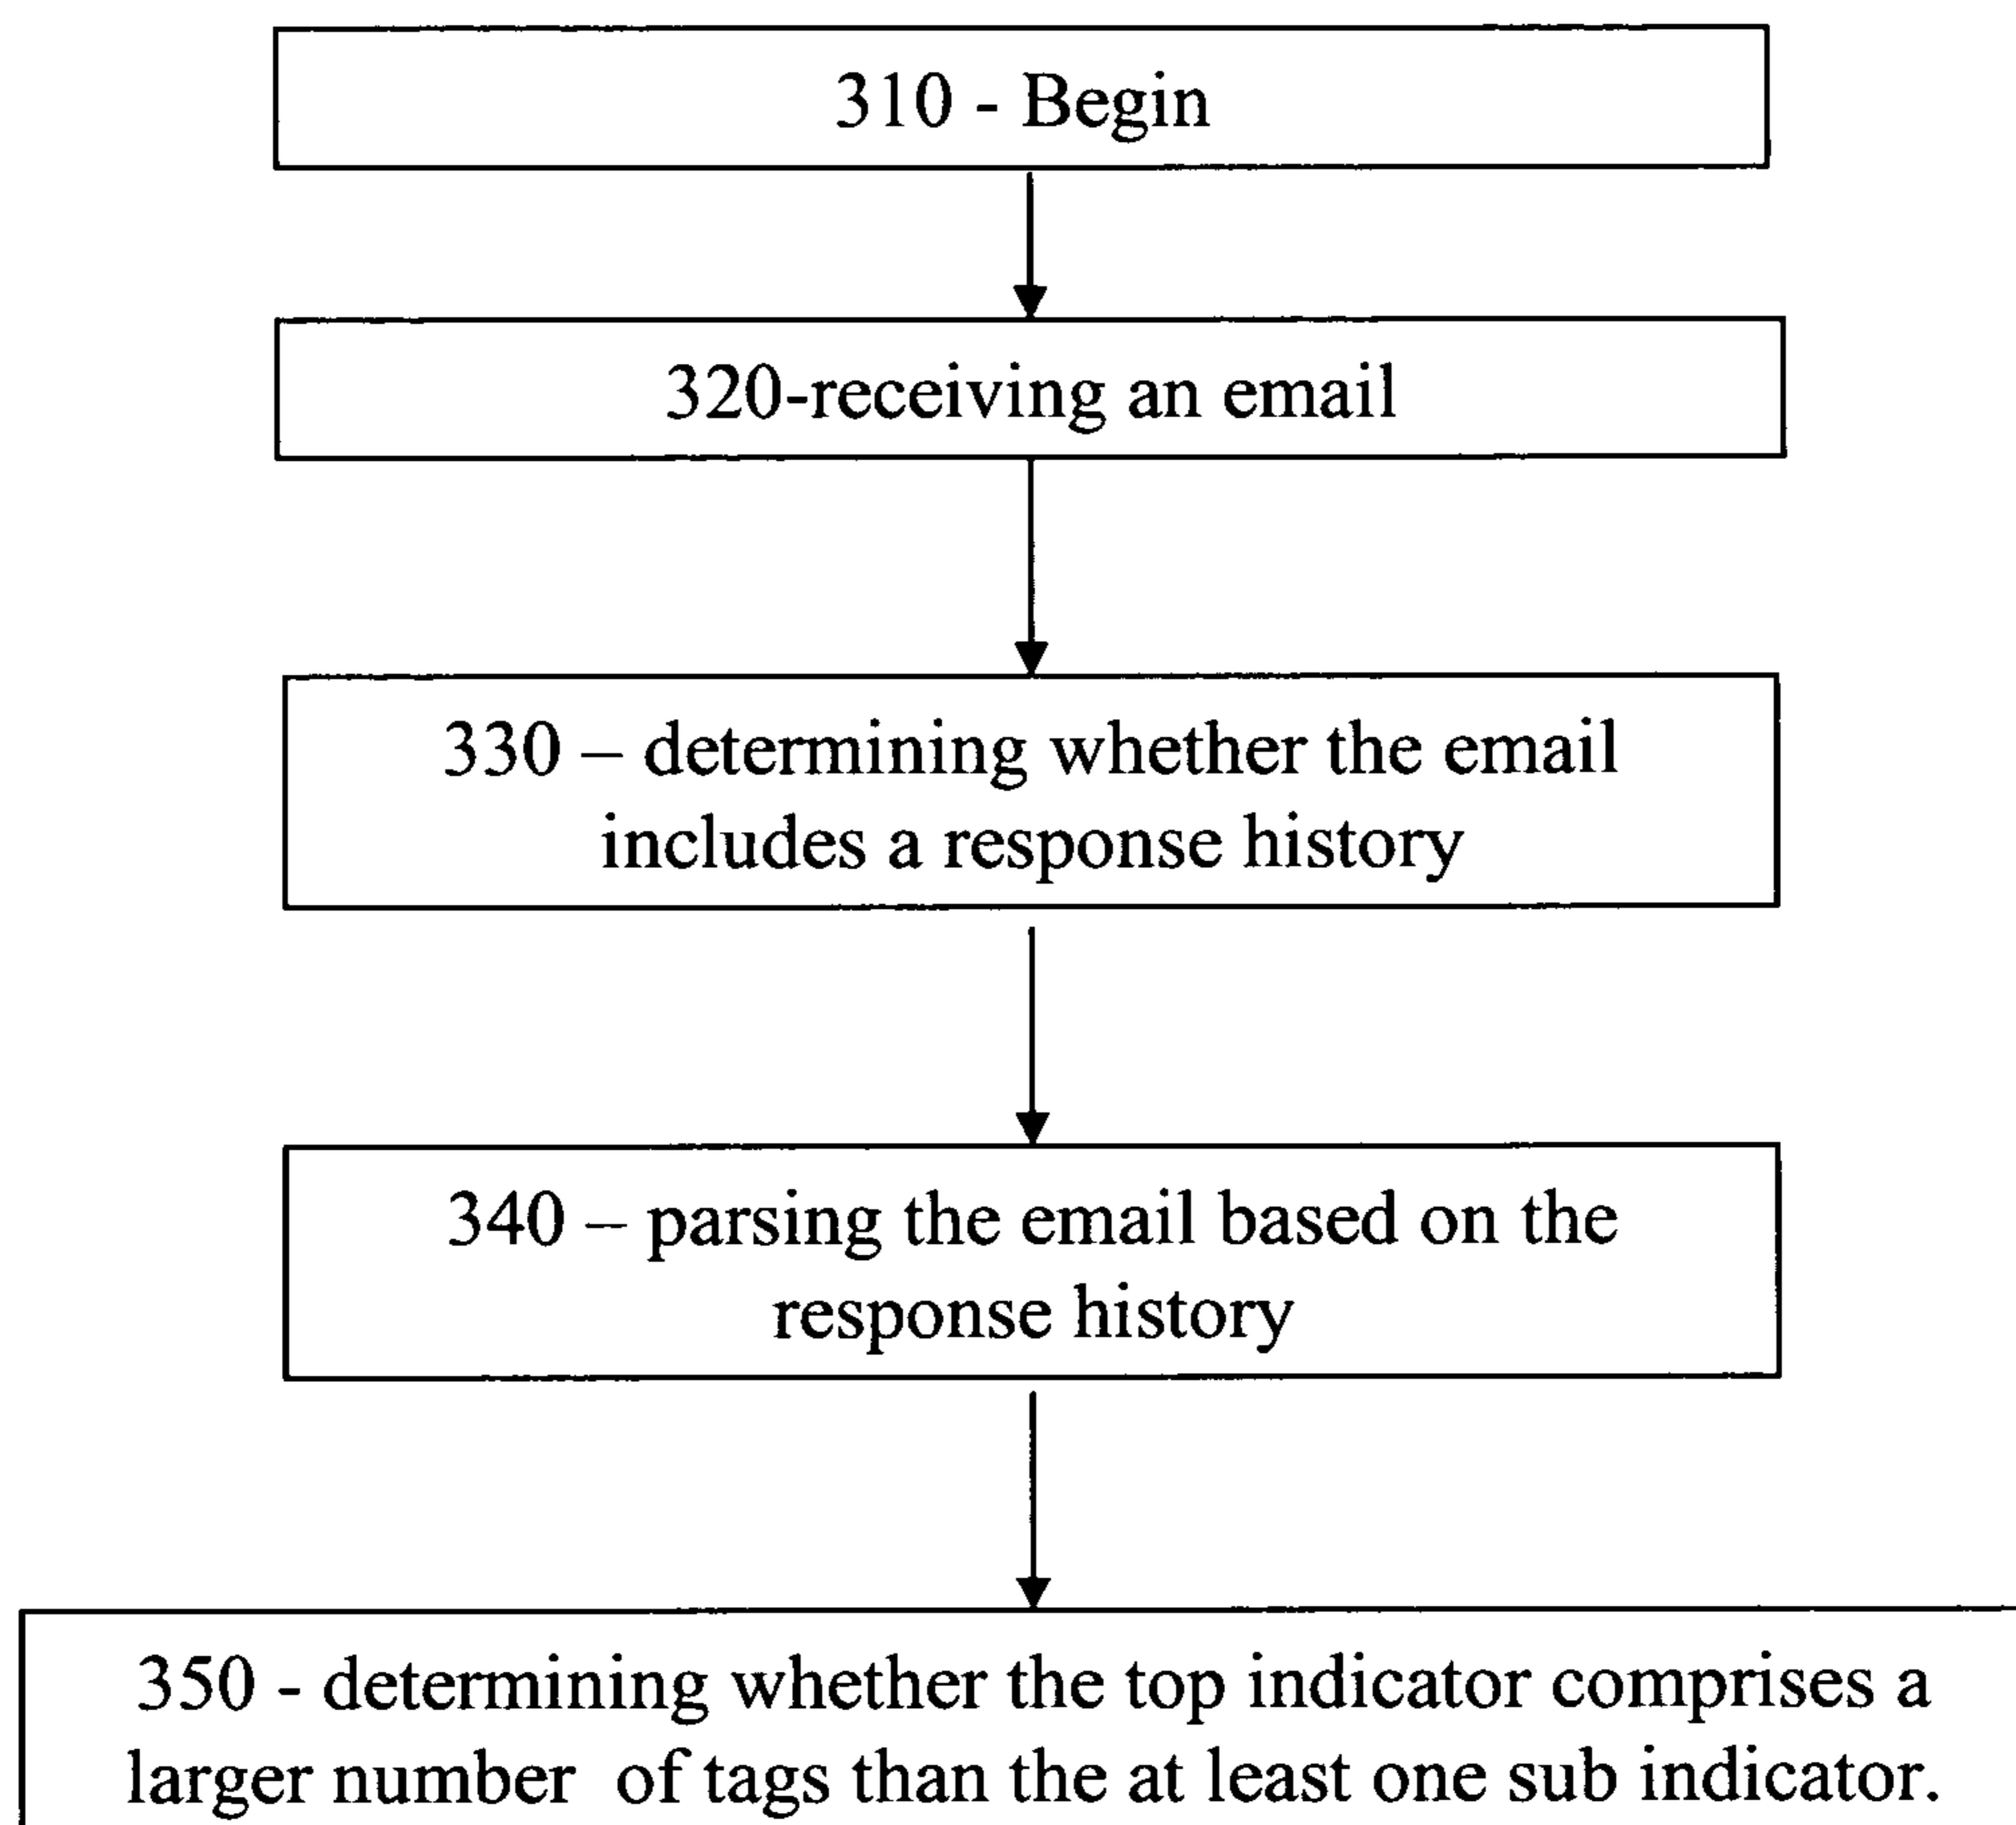 310 - Begin
320-receiving an email
330 – determining whether the email
includes a response history
340 – parsing the email based on the
response history
350 - determining whether the top indicator comprises a
larger number of tags than the at least one sub indicator.